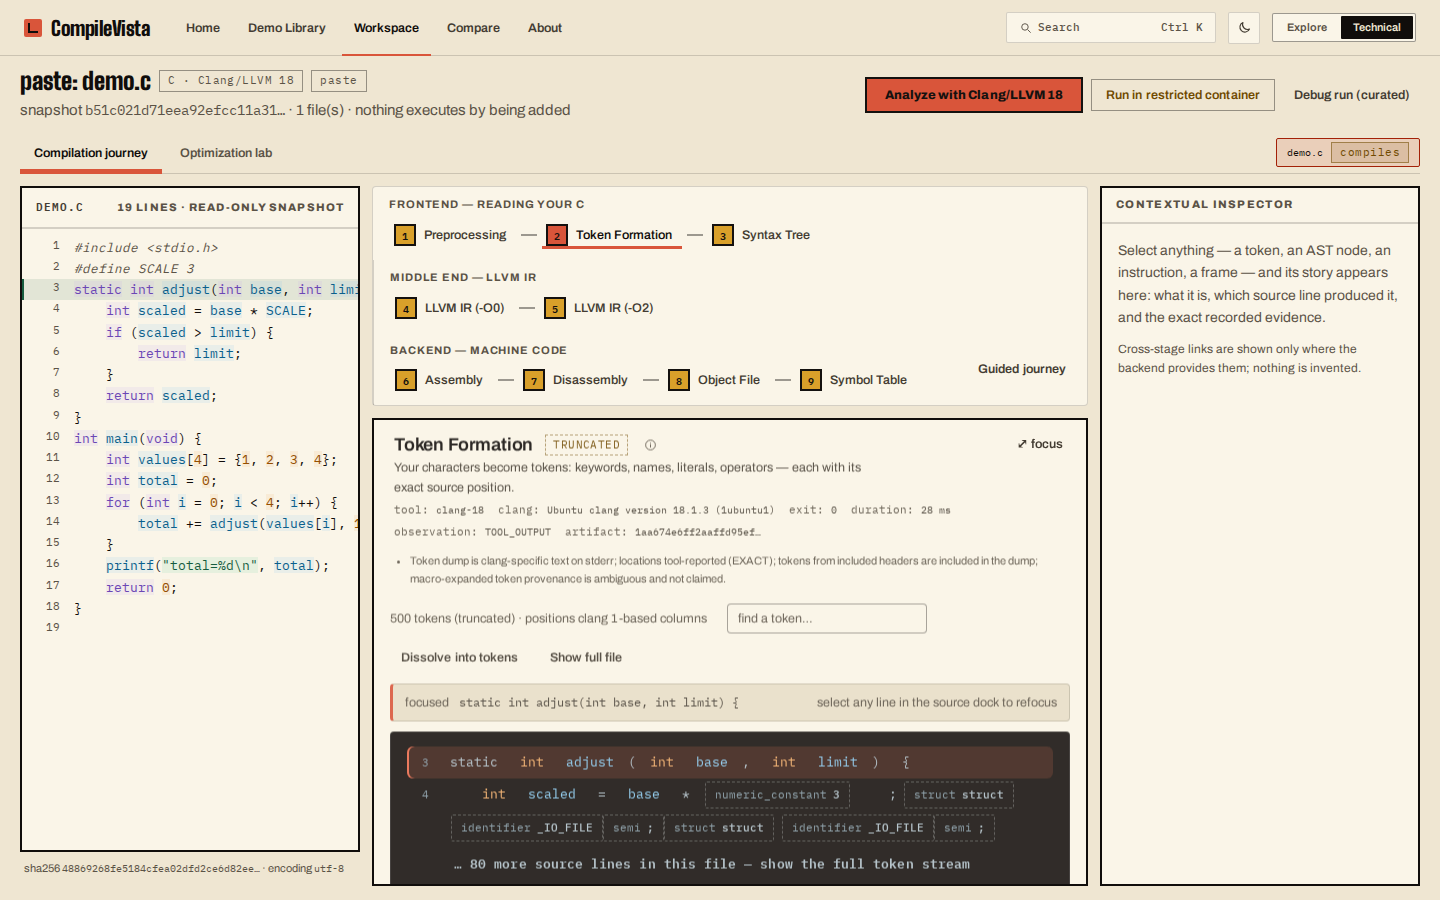 CompileVista Home Demo Library Workspace Compare About Search Ctrl K Explore Technical
paste: demo.c C · Clang/LLVM 18 paste
snapshot b51c021d71eea92efcc11a31… · 1 file(s) · nothing executes by being added
Analyze with Clang/LLVM 18 Run in restricted container Debug run (curated)
Compilation journey Optimization lab demo.c compiles
DEMO.C 19 LINES · READ-ONLY SNAPSHOT
1 #include <stdio.h>
2 #define SCALE 3
3 static int adjust(int base, int limi
4 int scaled = base * SCALE;
5 if (scaled > limit) {
6 return limit;
7 }
8 return scaled;
9 }
10 int main(void) {
11 int values[4] = {1, 2, 3, 4};
12 int total = 0;
13 for (int i = 0; i < 4; i++) {
14 total += adjust(values[i], 1
15 }
16 printf("total=%d\n", total);
17 return 0;
18 }
19
sha256 48869268fe5184cfea02dfd2ce6d82ee… · encoding utf-8
FRONTEND — READING YOUR C
1 Preprocessing — 2 Token Formation — 3 Syntax Tree
MIDDLE END — LLVM IR
4 LLVM IR (-O0) — 5 LLVM IR (-O2)
BACKEND — MACHINE CODE
6 Assembly — 7 Disassembly — 8 Object File — 9 Symbol Table
Guided journey
Token Formation TRUNCATED focus
Your characters become tokens: keywords, names, literals, operators — each with its
exact source position.
tool: clang-18 clang: Ubuntu clang version 18.1.3 (1ubuntu1) exit: 0 duration: 28 ms
observation: TOOL_OUTPUT artifact: 1aa674e6ff2aaffd95ef…
• Token dump is clang-specific text on stderr; locations tool-reported (EXACT); tokens from included headers are included in the dump;
macro-expanded token provenance is ambiguous and not claimed.
500 tokens (truncated) · positions clang 1-based columns find a token…
Dissolve into tokens Show full file
focused static int adjust(int base, int limit) { select any line in the source dock to refocus
3 static int adjust ( int base , int limit ) {
4 int scaled = base * numeric_constant 3 ; struct struct
identifier _IO_FILE semi ; struct struct identifier _IO_FILE semi ;
… 80 more source lines in this file — show the full token stream
CONTEXTUAL INSPECTOR
Select anything — a token, an AST node, an
instruction, a frame — and its story appears
here: what it is, which source line produced it,
and the exact recorded evidence.
Cross-stage links are shown only where the
backend provides them; nothing is invented.